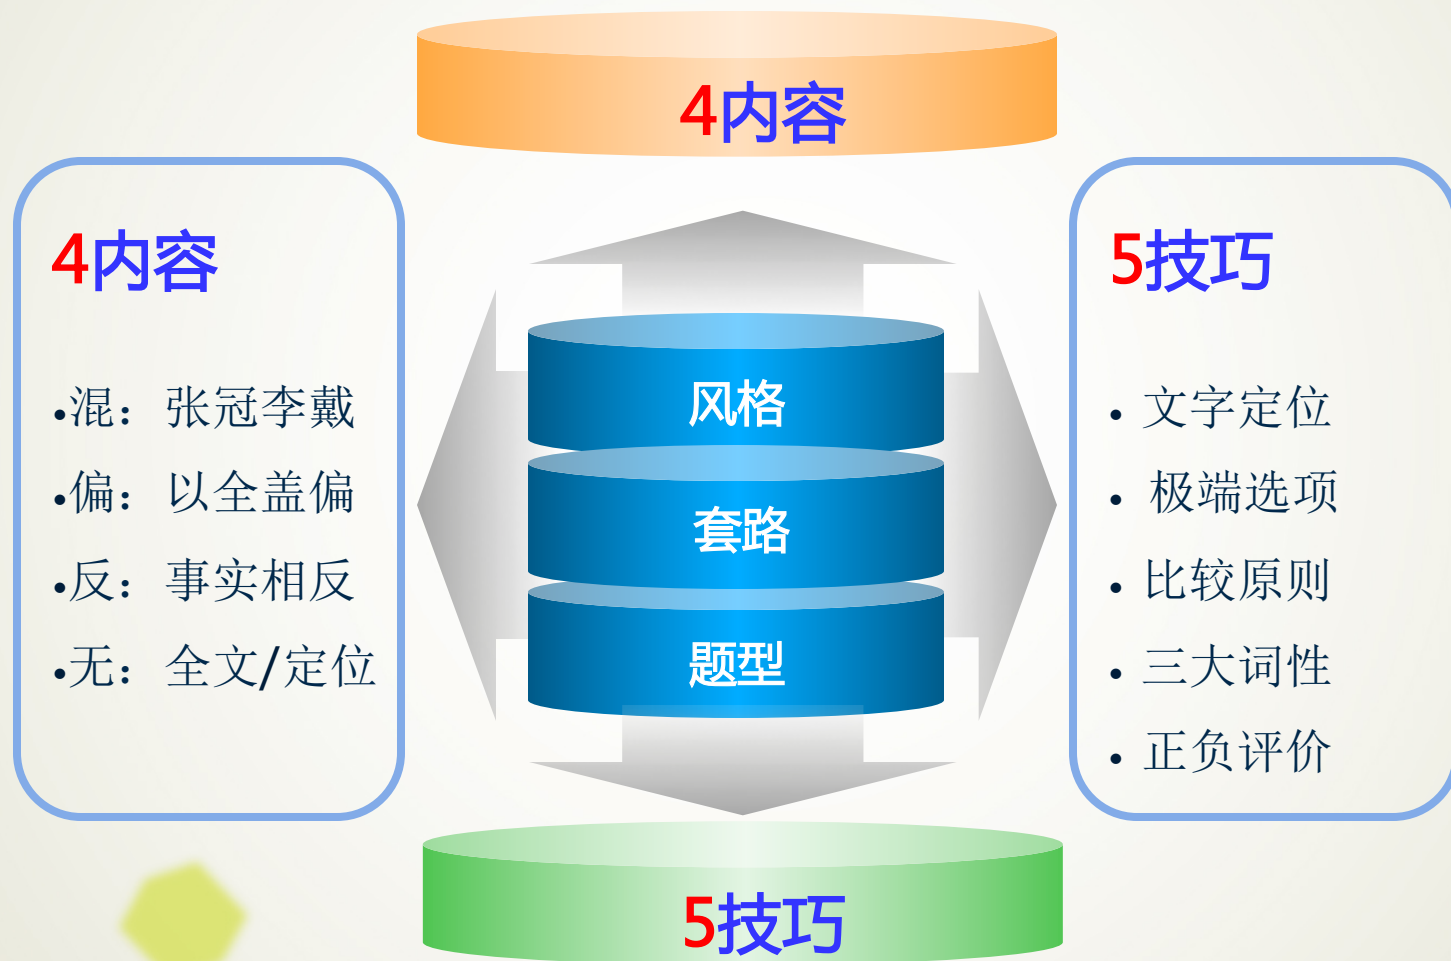 4内容
4内容
•混：张冠李戴
•偏：以全盖偏
•反：事实相反
•无：全文/定位
风格
套路
题型
5技巧
• 文字定位
• 极端选项
• 比较原则
• 三大词性
• 正负评价
5技巧